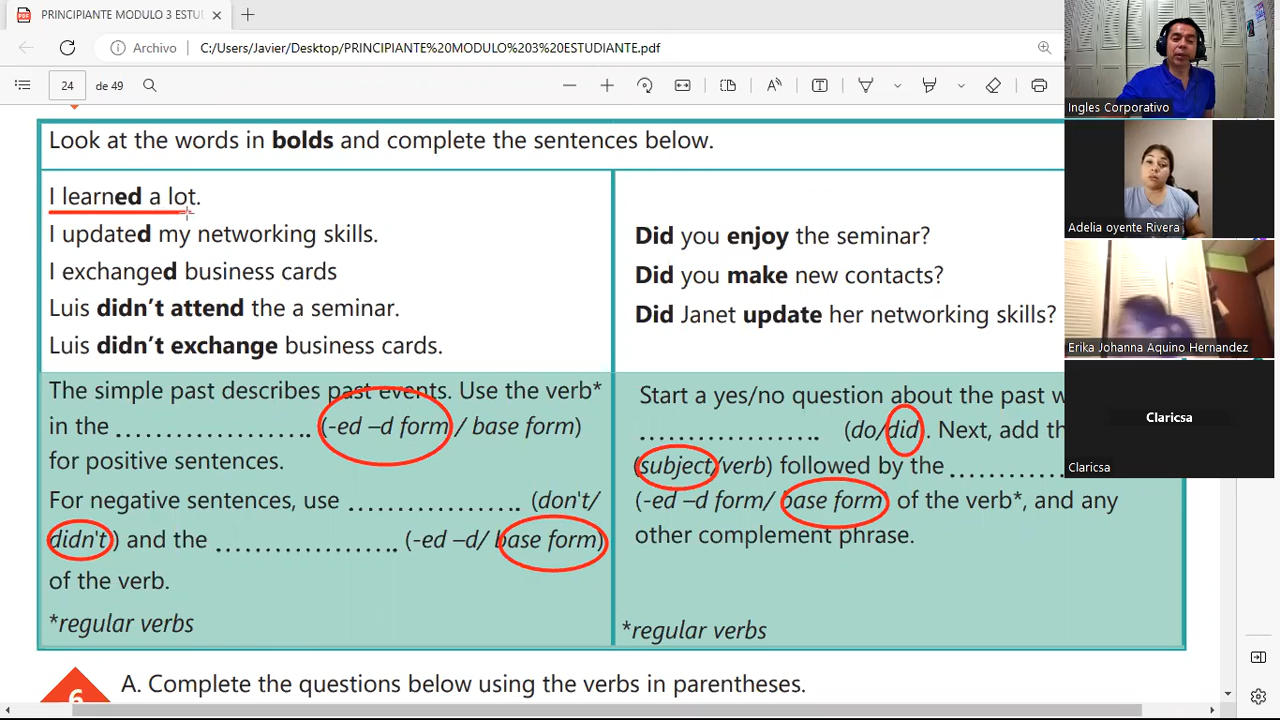 PRINCIPIANTE MODULO 3 ESTU
Archivo
C:/Users/Javier/Desktop/PRINCIPIANTE%20MODULO%203%20ESTUDIANTE.pdf
24
de 49
Look at the words in bolds and complete the sentences below.
I learned a lot.
I updated my networking skills.
I exchanged business cards
Luis didn't attend the a seminar.
Luis didn't exchange business cards.
Did you enjoy the seminar?
Did you make new contacts?
Did Janet update her networking skills?
The simple past describes past events. Use the verb*
in the .................... (-ed –d form / base form)
for positive sentences.
For negative sentences, use .................. (don't/
didn't) and the ................... (-ed –d/ base form)
of the verb.
*regular verbs
Start a yes/no question about the past w
.................. (do/did). Next, add th
(subject/verb) followed by the ............
(-ed –d form/ base form) of the verb*, and any
other complement phrase.
*regular verbs
6
A. Complete the questions below using the verbs in parentheses.
Ingles Corporativo
Adelia oyente Rivera
Erika Johanna Aquino Hernandez
Claricsa
Claricsa